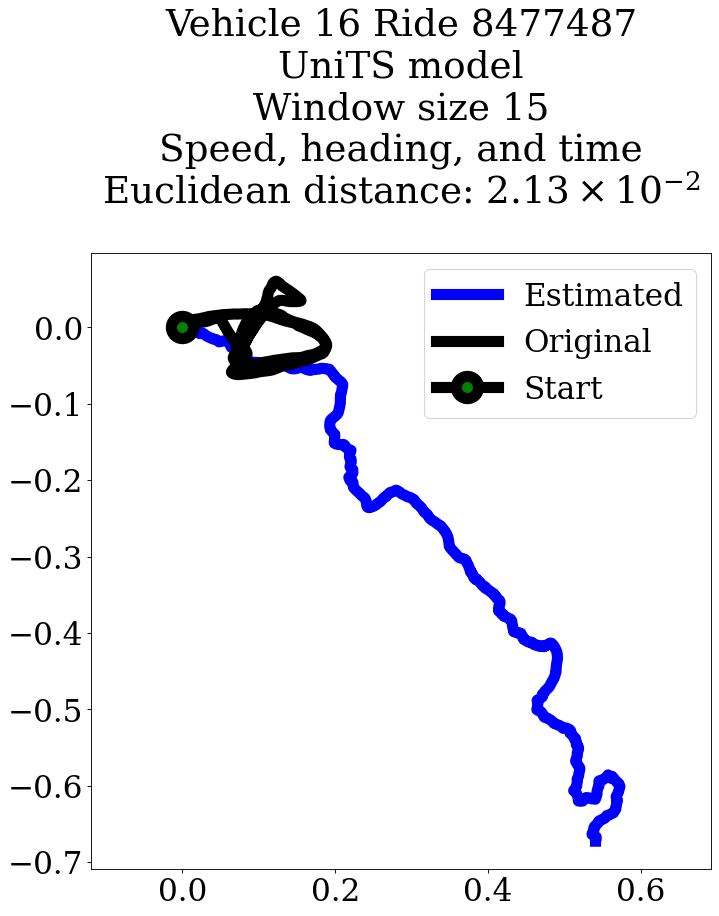 Vehicle 16 Ride 8477487
UniTS model
Window size 15
Speed, heading, and time
Euclidean distance: 2.13 × 10⁻²
Estimated
Original
Start
0.0
−0.1
−0.2
−0.3
−0.4
−0.5
−0.6
−0.7
0.0 0.2 0.4 0.6